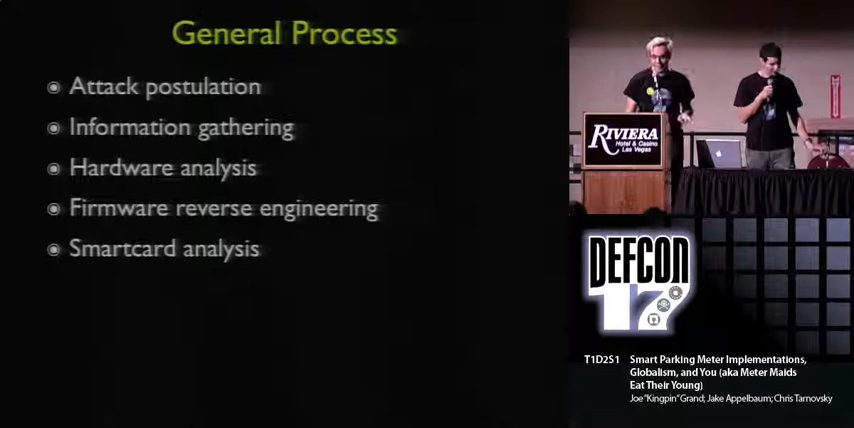 General Process
Attack postulation
Information gathering
Hardware analysis
Firmware reverse engineering
Smartcard analysis
RIVIERA
Hotel & Casino
Las Vegas
DEFCON
17
T1D2S1 Smart Parking Meter Implementations,
Globalism, and You (aka Meter Maids
Eat Their Young)
Joe "Kingpin" Grand; Jake Appelbaum; Chris Tarnovsky